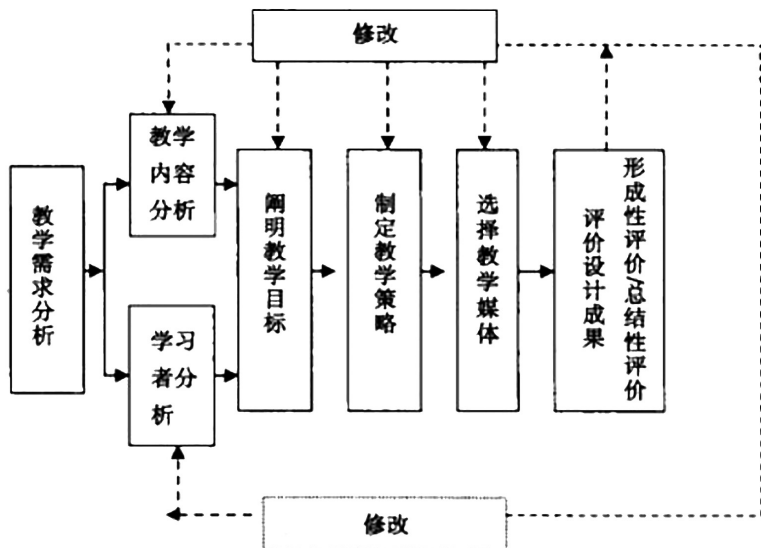 修改
教学
内容
分析
教学需求分析
阐明教学目标
制定教学策略
选择教学媒体
形成性评价/总结性评价
评价设计成果
学习
者分
析
修改